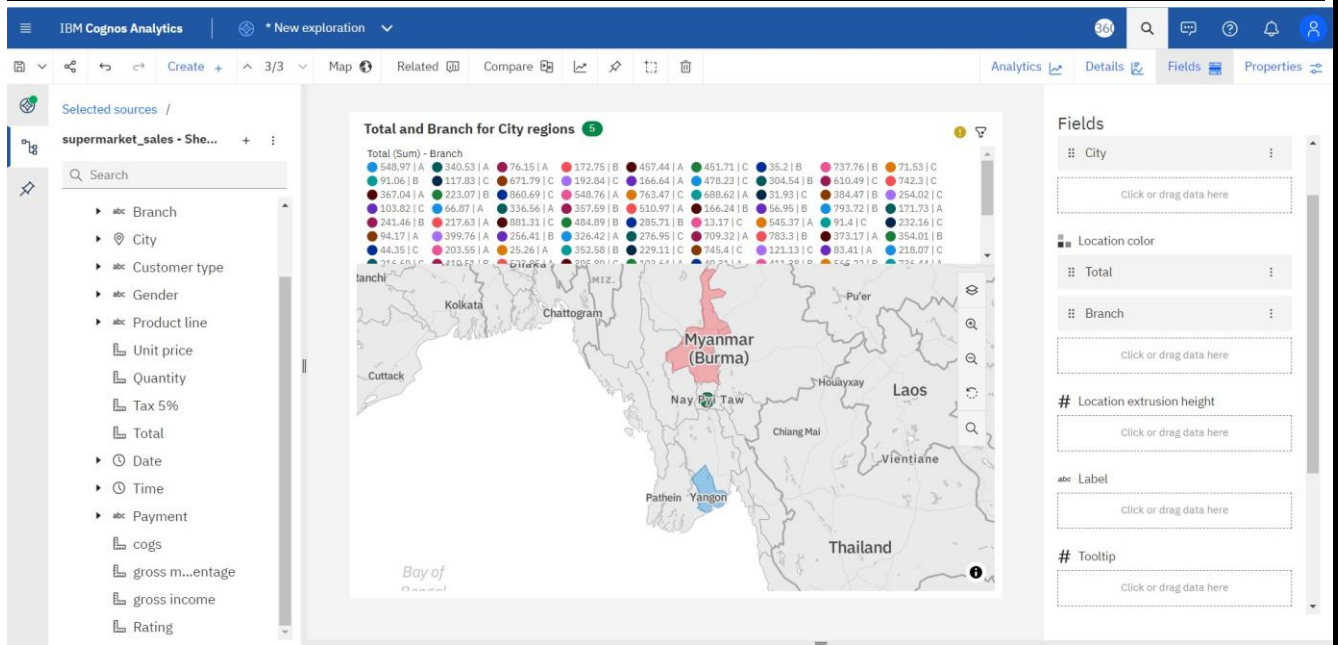 IBM Cognos Analytics
* New exploration
Create +
3/3
Map
Related
Compare
Analytics
Details
Fields
Properties
Selected sources /
supermarket_sales - She...
Search
abc Branch
City
abc Customer type
abc Gender
abc Product line
Unit price
Quantity
Tax 5%
Total
Date
Time
abc Payment
cogs
gross m...entage
gross income
Rating
Total and Branch for City regions 5
Total (Sum) - Branch
548.97 | A 340.53 | A 76.15 | A 172.75 | B 457.44 | A 451.71 | C 35.2 | B 737.76 | B 71.53 | C
91.06 | B 117.83 | C 671.79 | C 192.84 | C 166.64 | A 478.23 | C 304.54 | B 610.49 | C 742.3 | C
367.04 | A 223.07 | B 860.69 | C 548.76 | A 763.47 | C 688.62 | A 31.93 | C 384.47 | B 254.02 | C
103.82 | C 66.87 | A 336.56 | A 357.59 | B 510.97 | A 166.24 | B 56.95 | B 793.72 | B 171.73 | A
241.46 | B 217.63 | A 881.31 | C 484.89 | B 285.71 | B 13.17 | C 545.37 | A 91.4 | C 232.16 | C
94.17 | A 399.76 | A 256.41 | B 326.42 | A 276.95 | C 709.32 | A 783.3 | B 373.17 | A 354.01 | B
44.35 | C 203.55 | A 25.26 | A 352.58 | B 229.11 | C 745.4 | C 121.13 | C 83.41 | A 218.07 | C
Ranchi
Dhaka
MIZ.
Kolkata
Chattogram
Pu'er
Myanmar
(Burma)
Cuttack
Houayxay
Laos
Nay Pyi Taw
Chiang Mai
Vientiane
Pathein
Yangon
Thailand
Bay of
Bengal
Fields
City
Click or drag data here
Location color
Total
Branch
Click or drag data here
# Location extrusion height
Click or drag data here
abc Label
Click or drag data here
# Tooltip
Click or drag data here